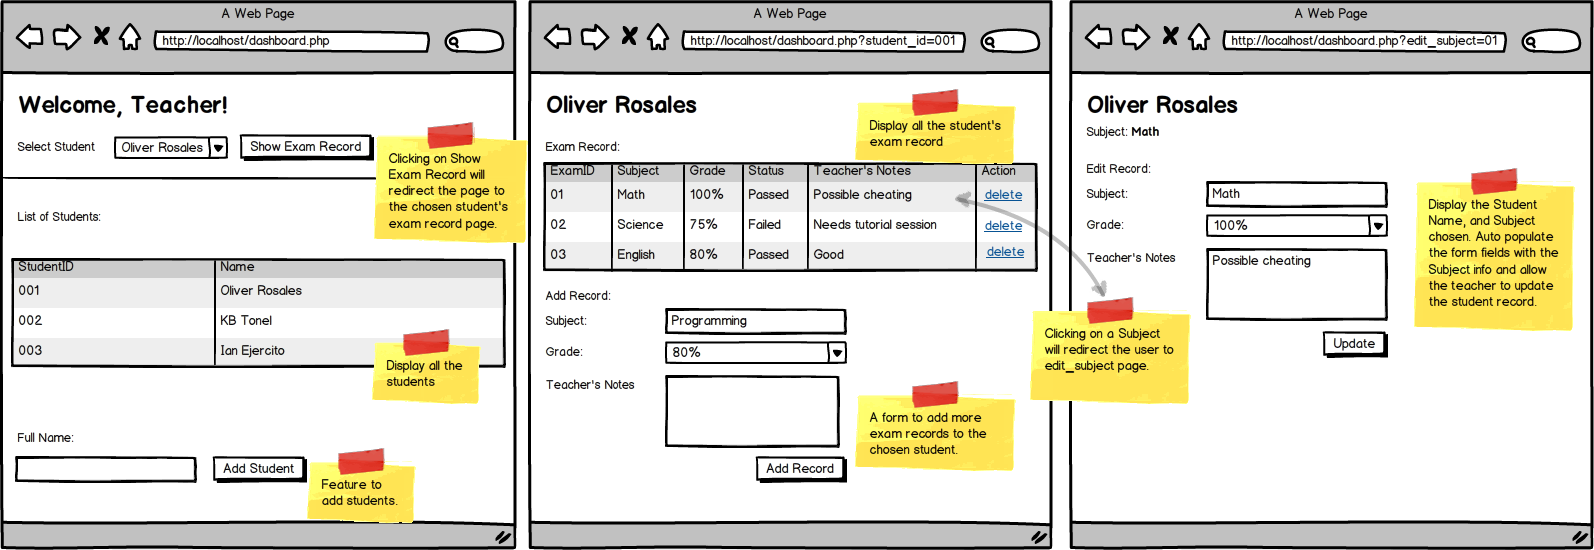 A Web Page
http://localhost/dashboard.php
Welcome, Teacher!
Select Student
Oliver Rosales
Show Exam Record
Clicking on Show
Exam Record will
redirect the page to
the chosen student's
exam record page.
List of Students:
StudentID Name
001 Oliver Rosales
002 KB Tonel
003 Ian Ejercito
Display all the
students
Full Name:
Add Student
Feature to
add students.
A Web Page
http://localhost/dashboard.php?student_id=001
Oliver Rosales
Display all the student's
exam record
Exam Record:
ExamID Subject Grade Status Teacher's Notes Action
01 Math 100% Passed Possible cheating delete
02 Science 75% Failed Needs tutorial session delete
03 English 80% Passed Good delete
Add Record:
Subject: Programming
Grade: 80%
Teacher's Notes
A form to add more
exam records to the
chosen student.
Add Record
Clicking on a Subject
will redirect the user to
edit_subject page.
A Web Page
http://localhost/dashboard.php?edit_subject=01
Oliver Rosales
Subject: Math
Edit Record:
Subject: Math
Grade: 100%
Teacher's Notes Possible cheating
Update
Display the Student
Name, and Subject
chosen. Auto populate
the form fields with the
Subject info and allow
the teacher to update
the student record.